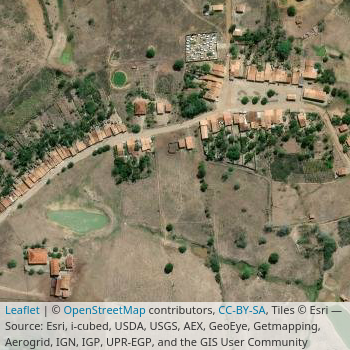 Leaflet | © OpenStreetMap contributors, CC-BY-SA, Tiles © Esri —
Source: Esri, i-cubed, USDA, USGS, AEX, GeoEye, Getmapping,
Aerogrid, IGN, IGP, UPR-EGP, and the GIS User Community